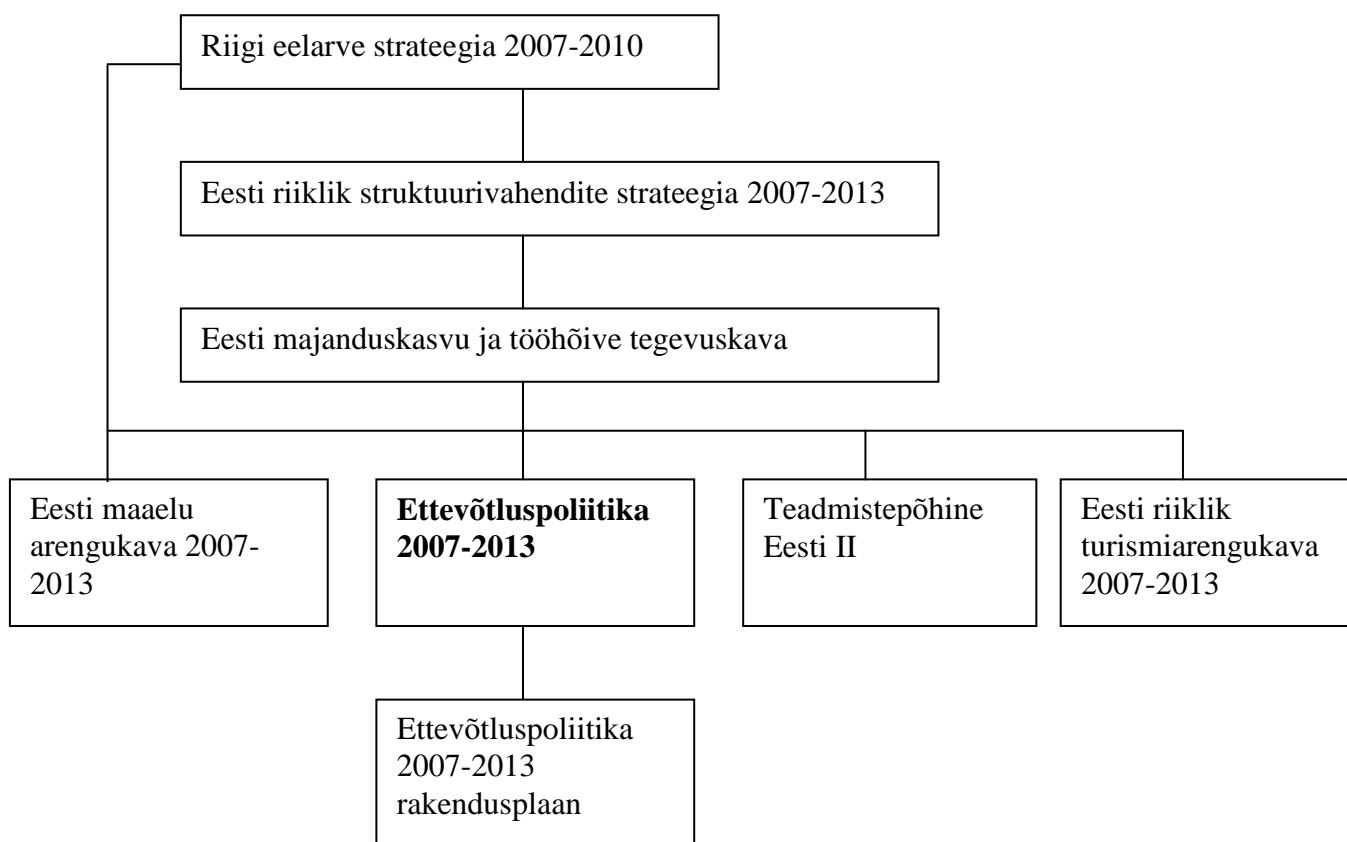 Riigi eelarve strateegia 2007-2010
Eesti riiklik struktuurivahendite strateegia 2007-2013
Eesti majanduskasvu ja tööhõive tegevuskava
Eesti maaelu
arengukava 2007-
2013
Ettevõtluspoliitika
2007-2013
Teadmistepõhine
Eesti II
Eesti riiklik
turismiarengukava
2007-2013
Ettevõtluspoliitika
2007-2013
rakendusplaan